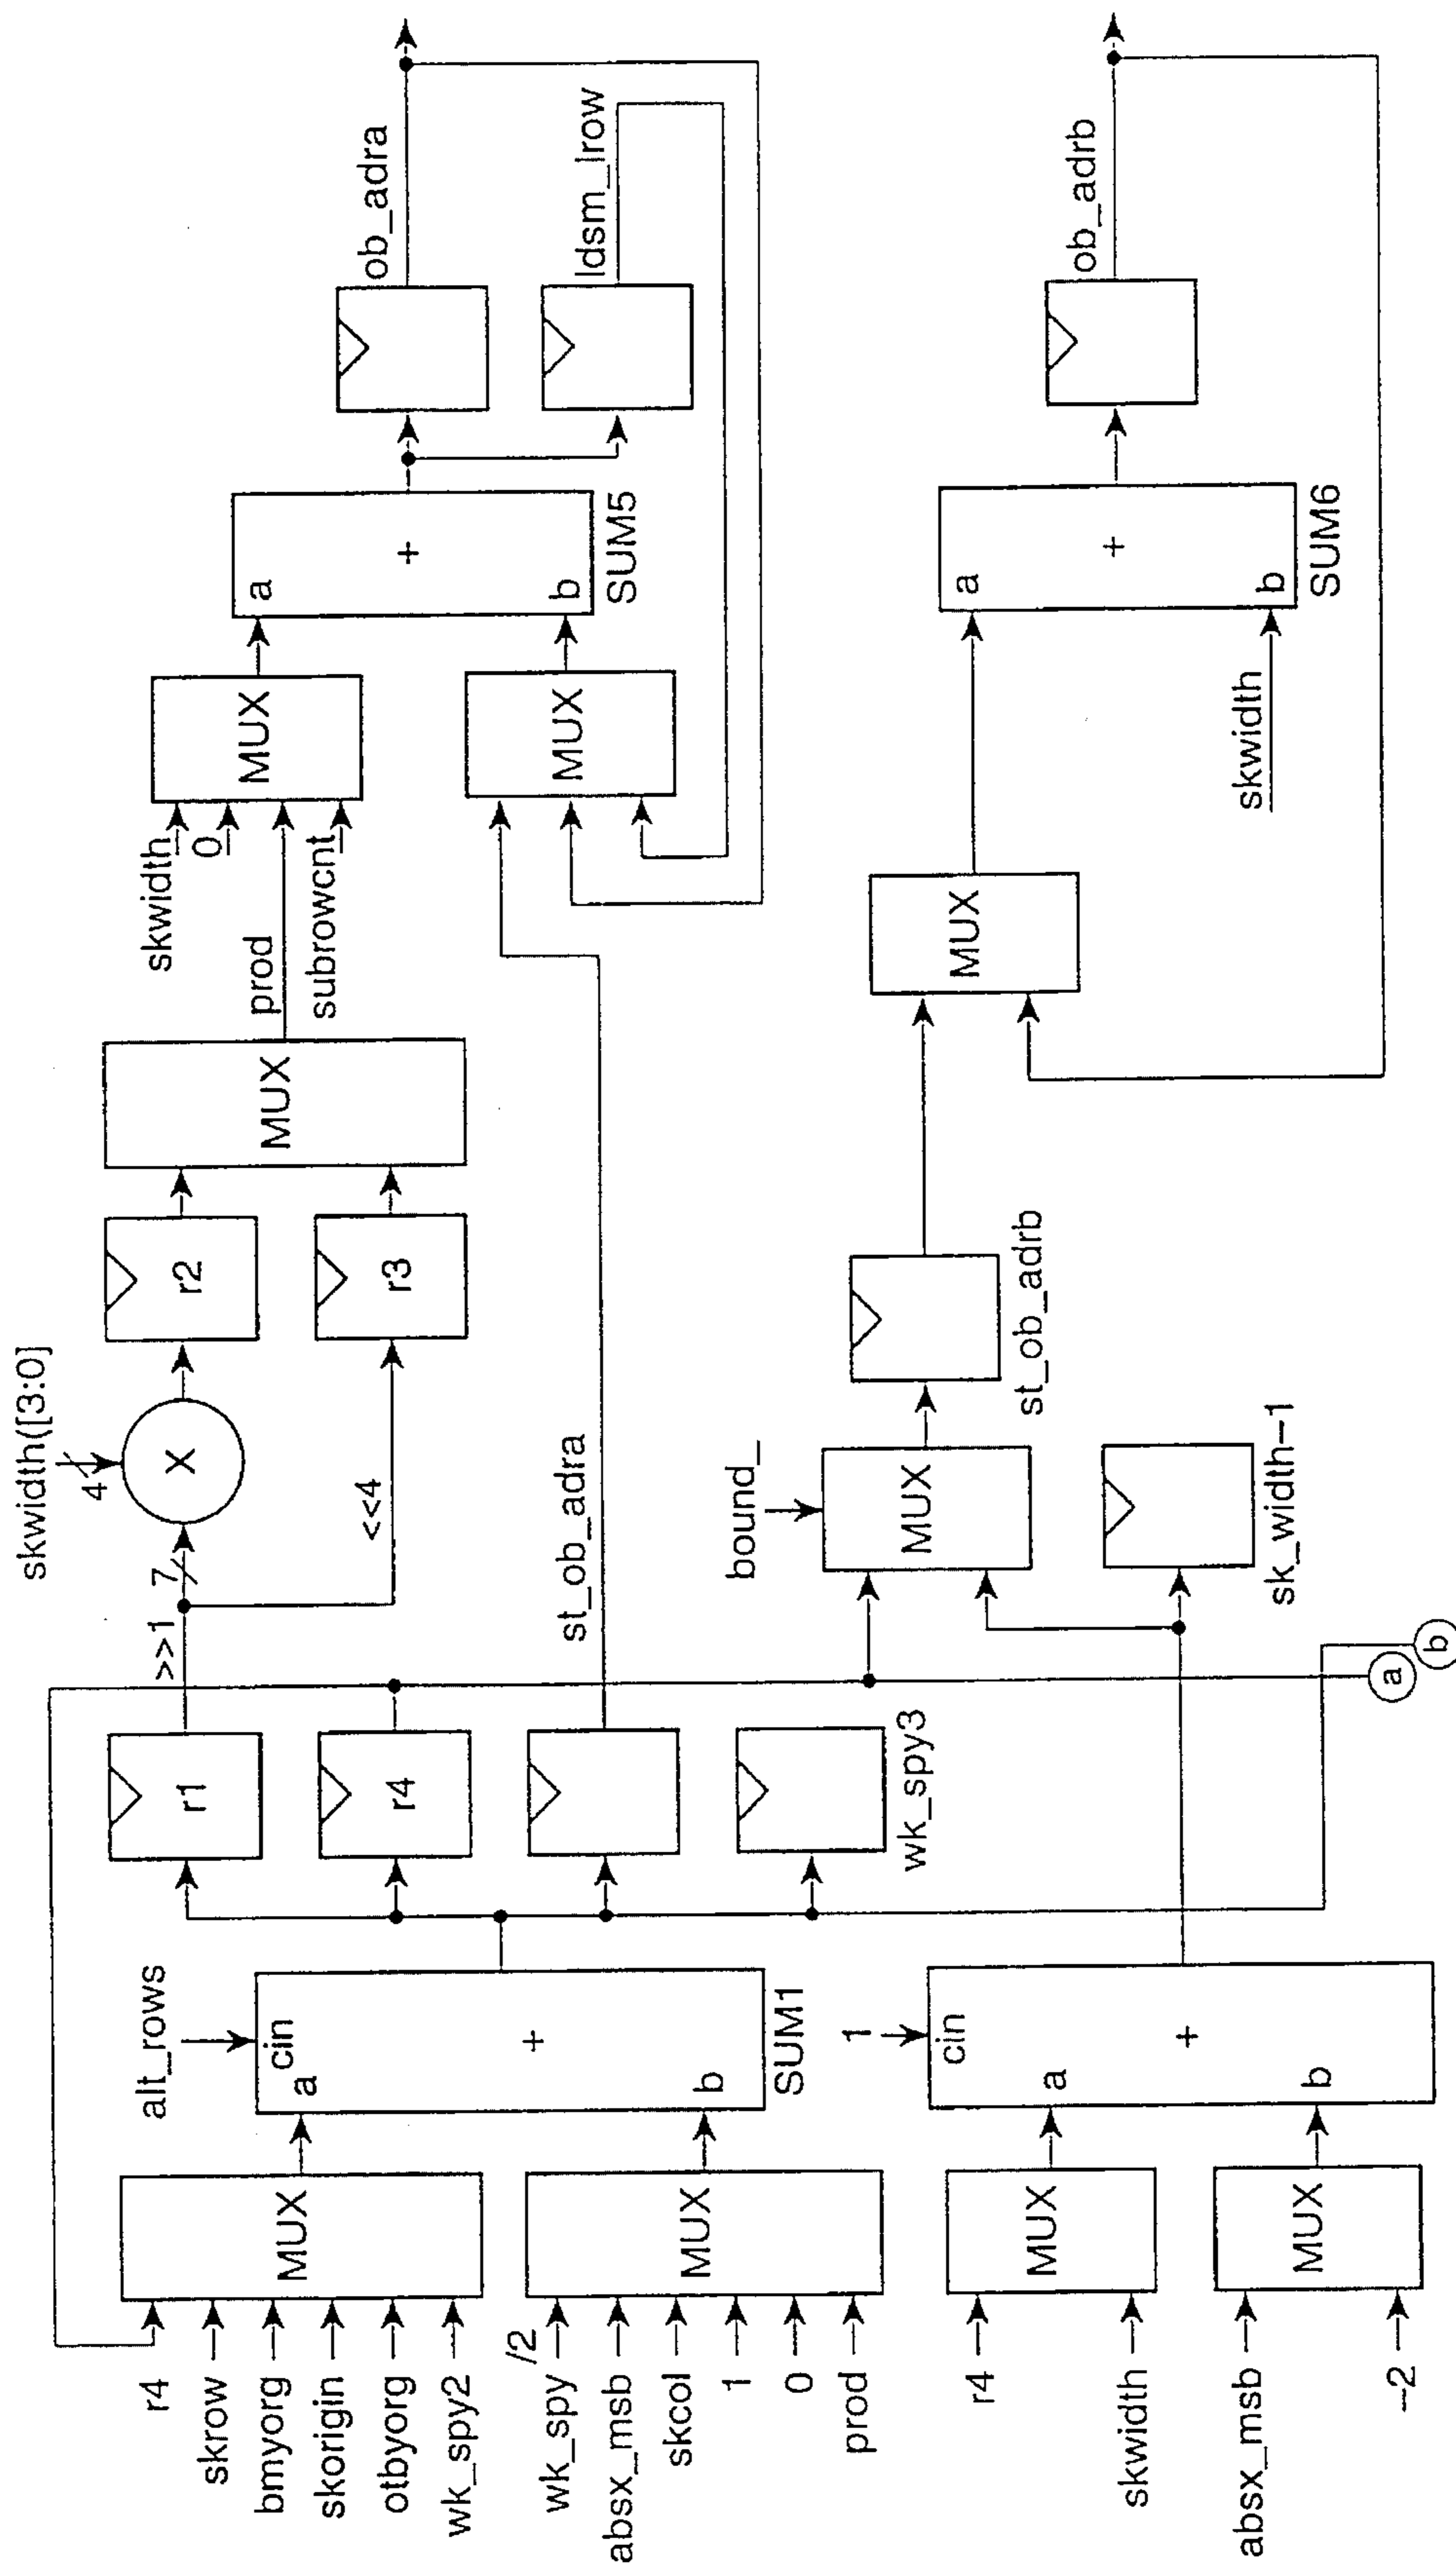 r4
skrow
bmyorg
skorigin
otbyorg
wk_spy2
MUX
/2
wk_spy
absx_msb
skcol
1
0
prod
MUX
r4
skwidth
MUX
absx_msb
-2
MUX
alt_rows
cin
a
+
b
SUM1
1
cin
a
+
b
r1
r4
wk_spy3
a
b
>>1
7
skwidth([3:0]
4
X
<<4
r2
r3
MUX
prod
st_ob_adra
bound_
MUX
sk_width-1
st_ob_adrb
skwidth
0
subrowcnt
MUX
MUX
a
+
b
SUM5
ob_adra
ldsm_lrow
MUX
skwidth
a
+
b
SUM6
ob_adrb